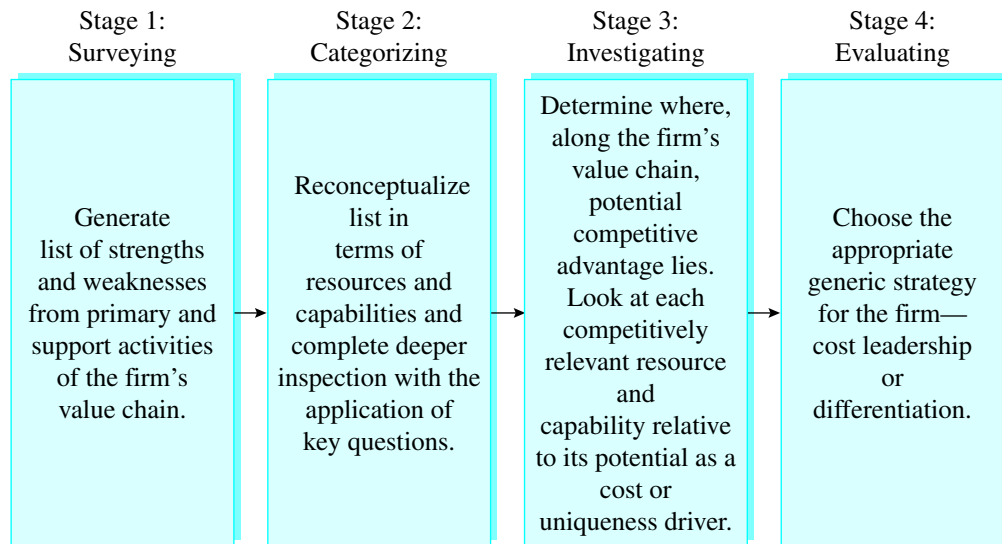 Stage 1:
Surveying
Generate
list of strengths
and weaknesses
from primary and
support activities
of the firm’s
value chain.
Stage 2:
Categorizing
Reconceptualize
list in
terms of
resources and
capabilities and
complete deeper
inspection with the
application of
key questions.
Stage 3:
Investigating
Determine where,
along the firm’s
value chain,
potential
competitive
advantage lies.
Look at each
competitively
relevant resource
and
capability relative
to its potential as a
cost or
uniqueness driver.
Stage 4:
Evaluating
Choose the
appropriate
generic strategy
for the firm—
cost leadership
or
differentiation.